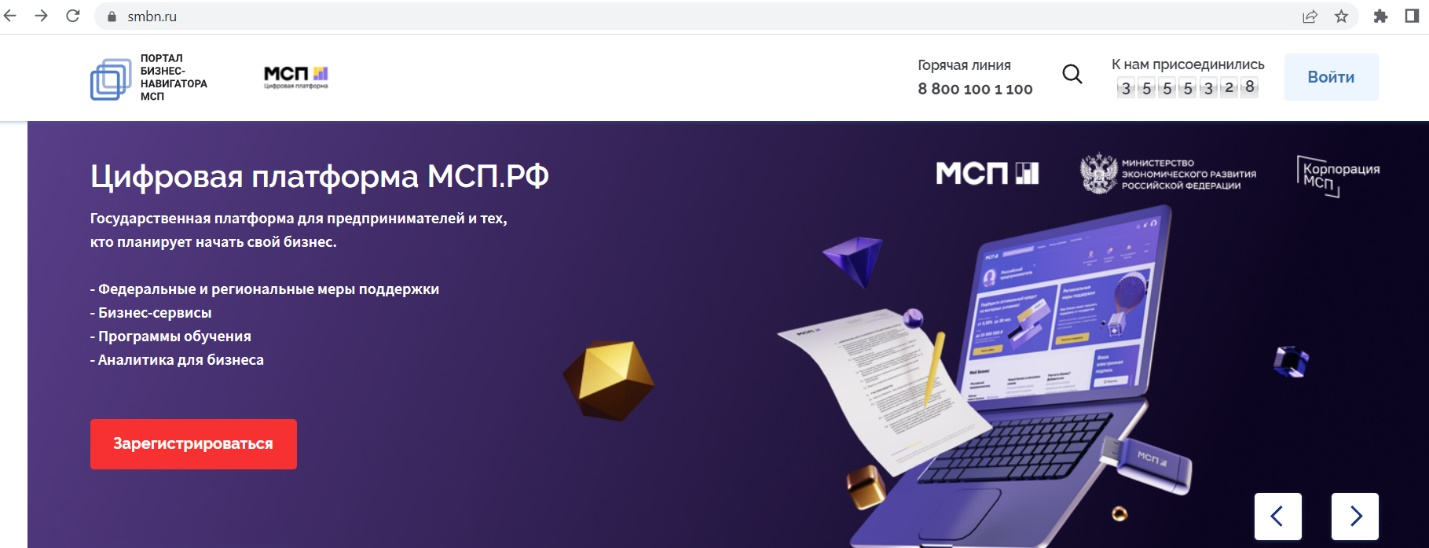 smbn.ru
ПОРТАЛ
БИЗНЕС-
НАВИГАТОРА
МСП
МСП
Цифровая платформа
Горячая линия
8 800 100 1 100
К нам присоединились
3 5 5 5 3 2 8
Войти
Цифровая платформа МСП.РФ
Государственная платформа для предпринимателей и тех,
кто планирует начать свой бизнес.
- Федеральные и региональные меры поддержки
- Бизнес-сервисы
- Программы обучения
- Аналитика для бизнеса
Зарегистрироваться
МСП
МИНИСТЕРСТВО
ЭКОНОМИЧЕСКОГО РАЗВИТИЯ
РОССИЙСКОЙ ФЕДЕРАЦИИ
Корпорация
МСП
МСП
МСП